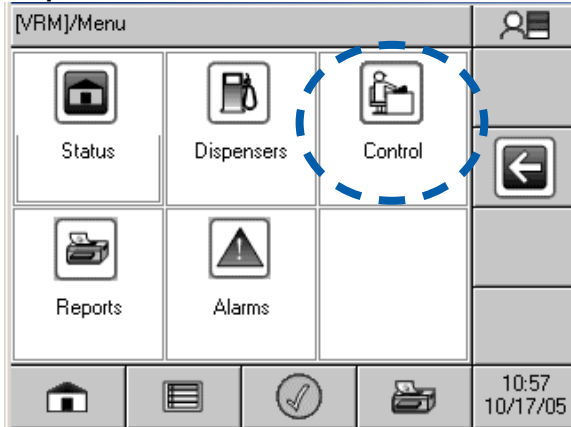 [VRM]/Menu
Status
Dispensers
Control
Reports
Alarms
10:57
10/17/05